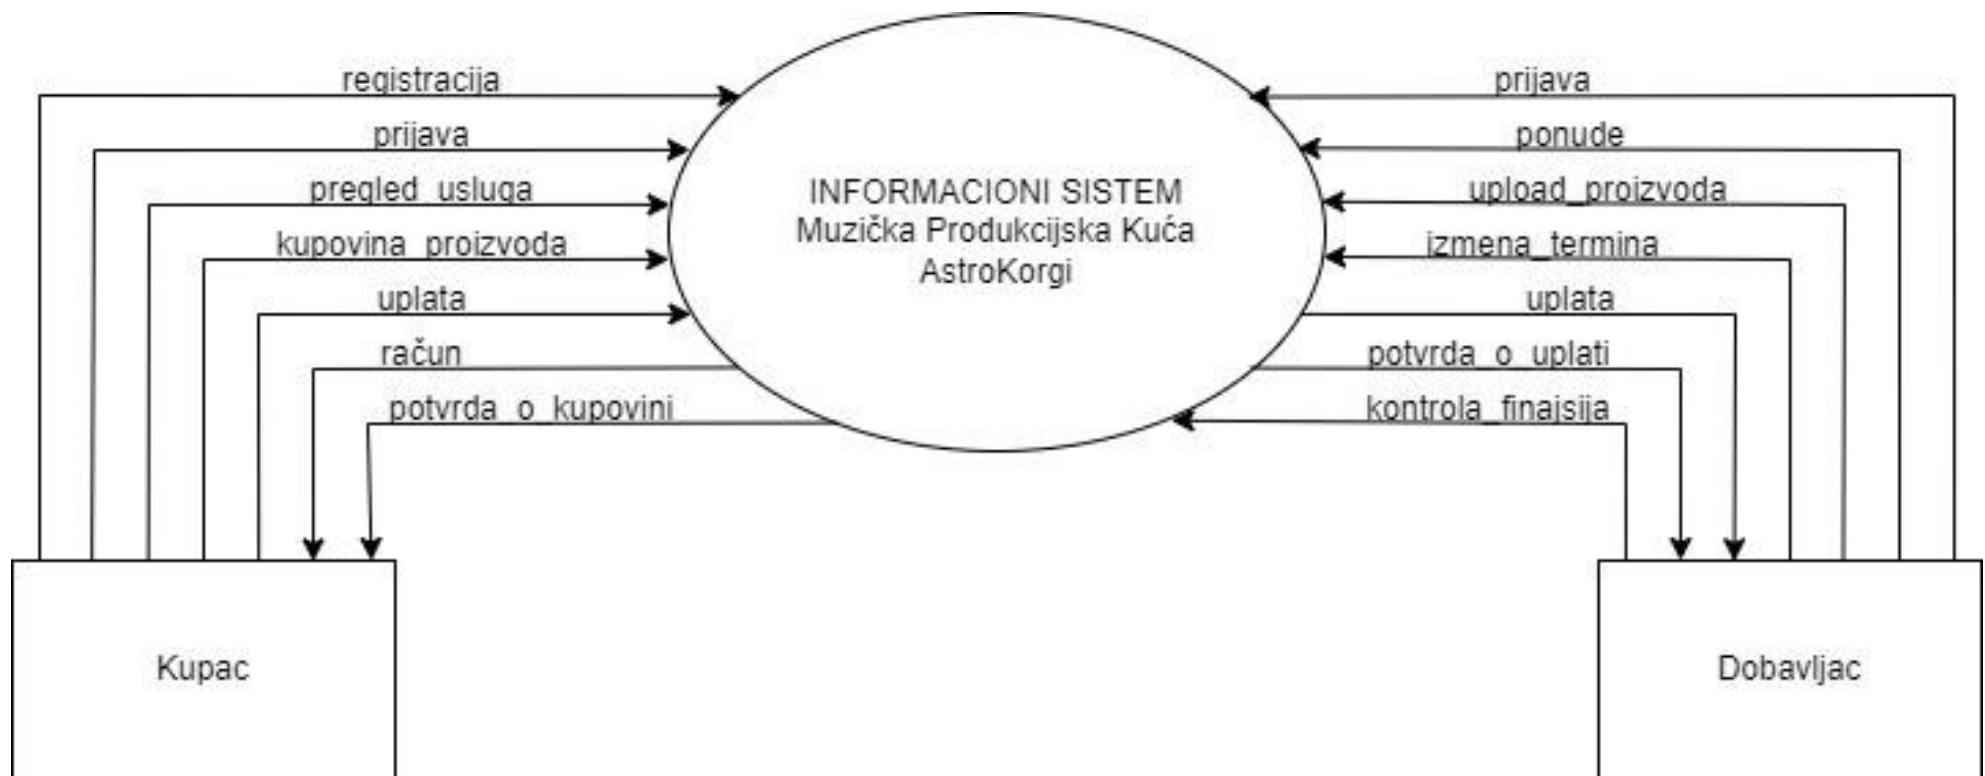 registracija
prijava
pregled_usluga
kupovina_proizvoda
uplata
račun
potvrda_o_kupovini
INFORMACIONI SISTEM
Muzička Produkcijska Kuća
AstroKorgi
prijava
ponude
upload_proizvoda
izmena_termina
uplata
potvrda_o_uplati
kontrola_finajsija
Kupac
Dobavljac